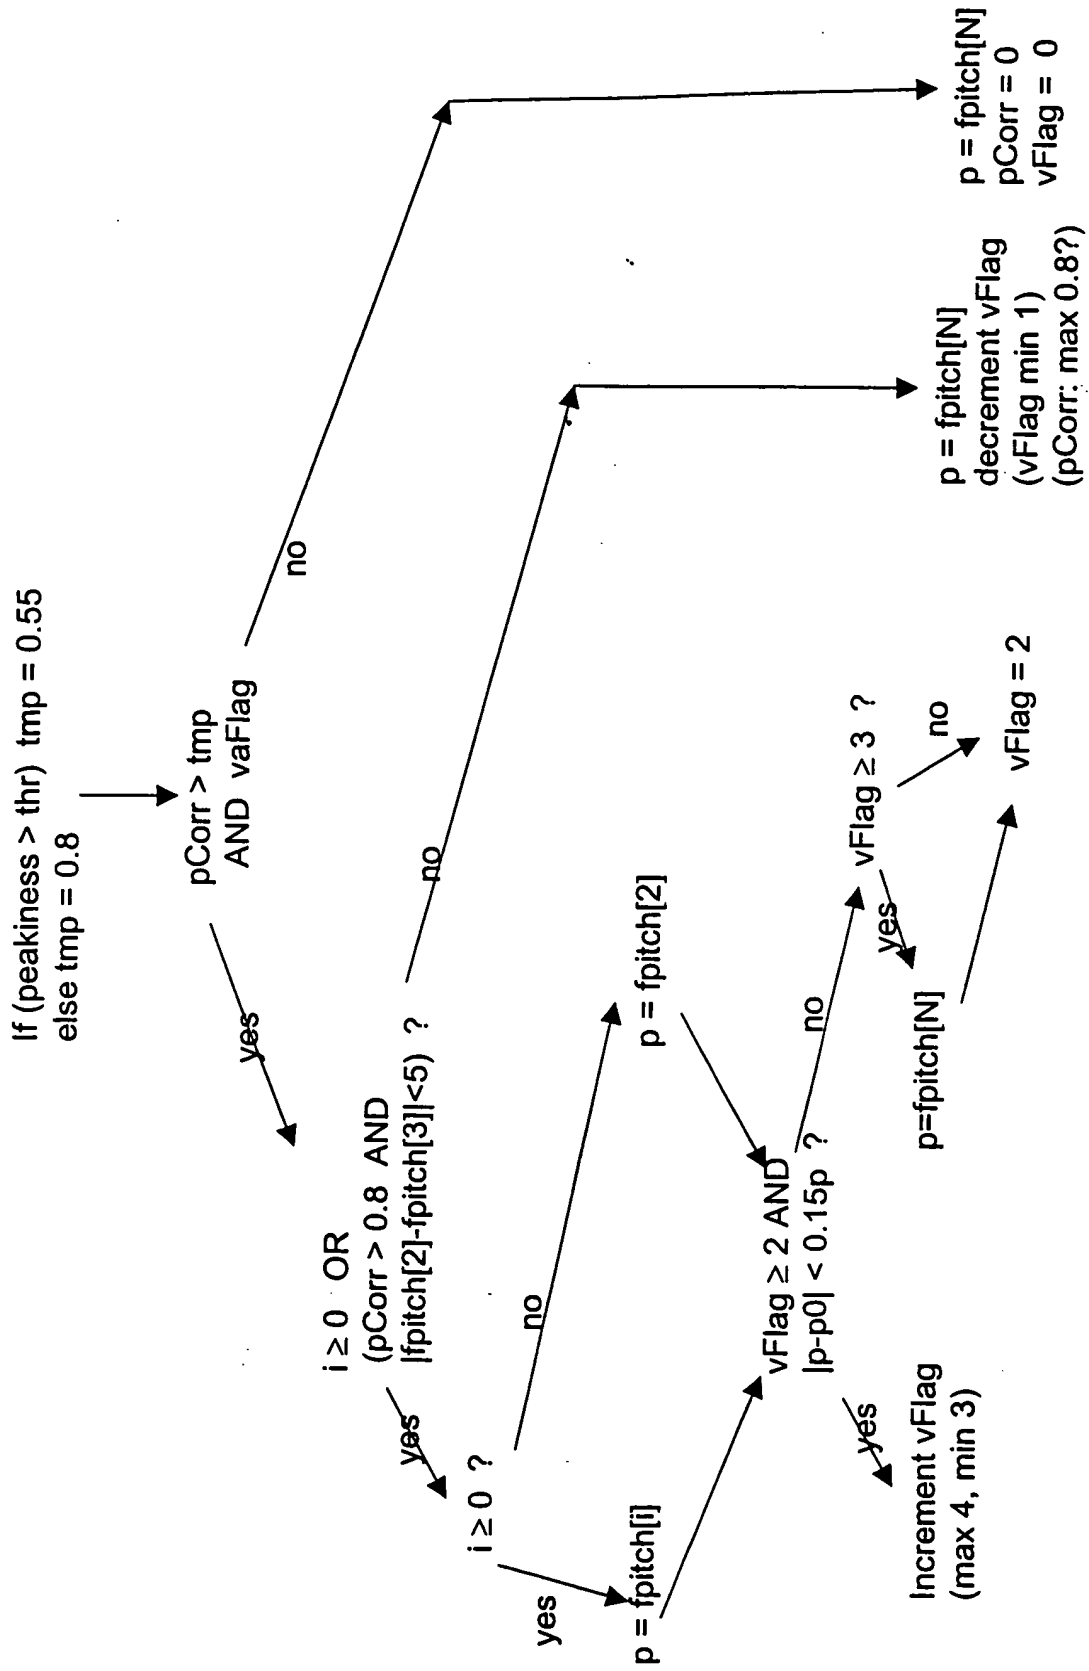 If (peakiness > thr) tmp = 0.55
else tmp = 0.8
pCorr > tmp
AND vaFlag
yes
no
i ≥ 0 OR
(pCorr > 0.8 AND
|fpitch[2]-fpitch[3]|<5) ?
yes
no
i ≥ 0 ?
yes
no
p = fpitch[i]
p = fpitch[2]
vFlag ≥ 2 AND
|p-p0| < 0.15p ?
yes
no
Increment vFlag
(max 4, min 3)
vFlag ≥ 3 ?
yes
no
p=fpitch[N]
vFlag = 2
p = fpitch[N]
decrement vFlag
(vFlag min 1)
(pCorr: max 0.8?)
p = fpitch[N]
pCorr = 0
vFlag = 0